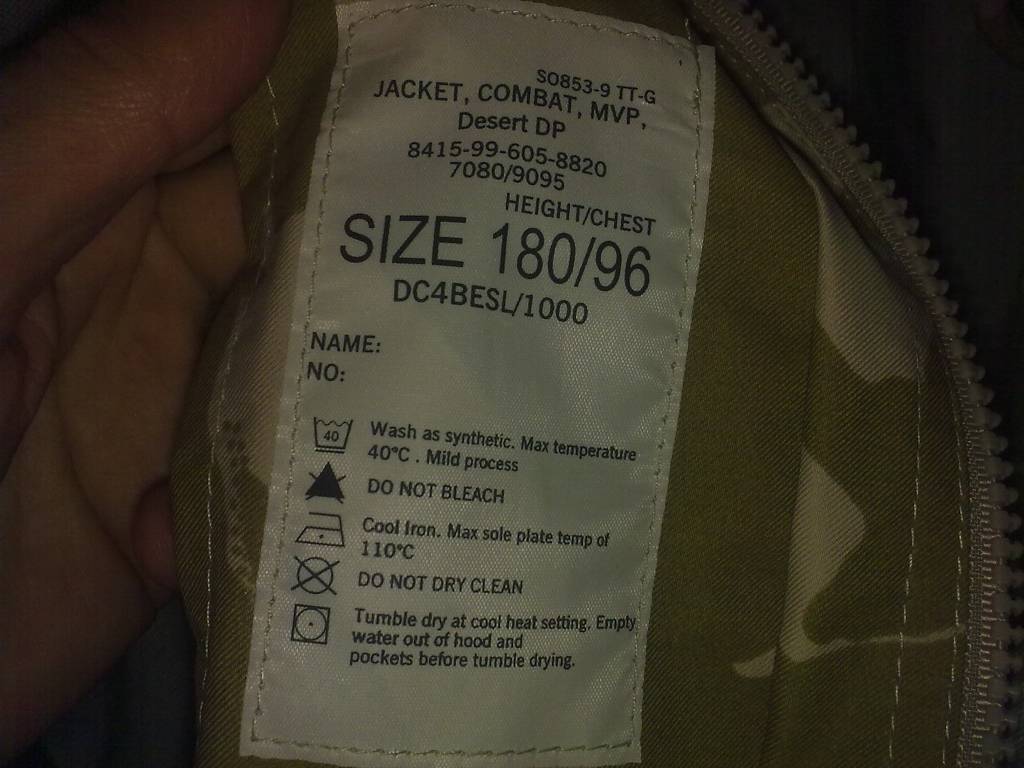 SO853-9 TT-G
JACKET, COMBAT, MVP,
Desert DP
8415-99-605-8820
7080/9095
HEIGHT/CHEST
SIZE 180/96
DC4BESL/1000
NAME:
NO:
40
Wash as synthetic. Max temperature
40°C . Mild process
DO NOT BLEACH
Cool Iron. Max sole plate temp of
110°C
DO NOT DRY CLEAN
Tumble dry at cool heat setting. Empty
water out of hood and
pockets before tumble drying.